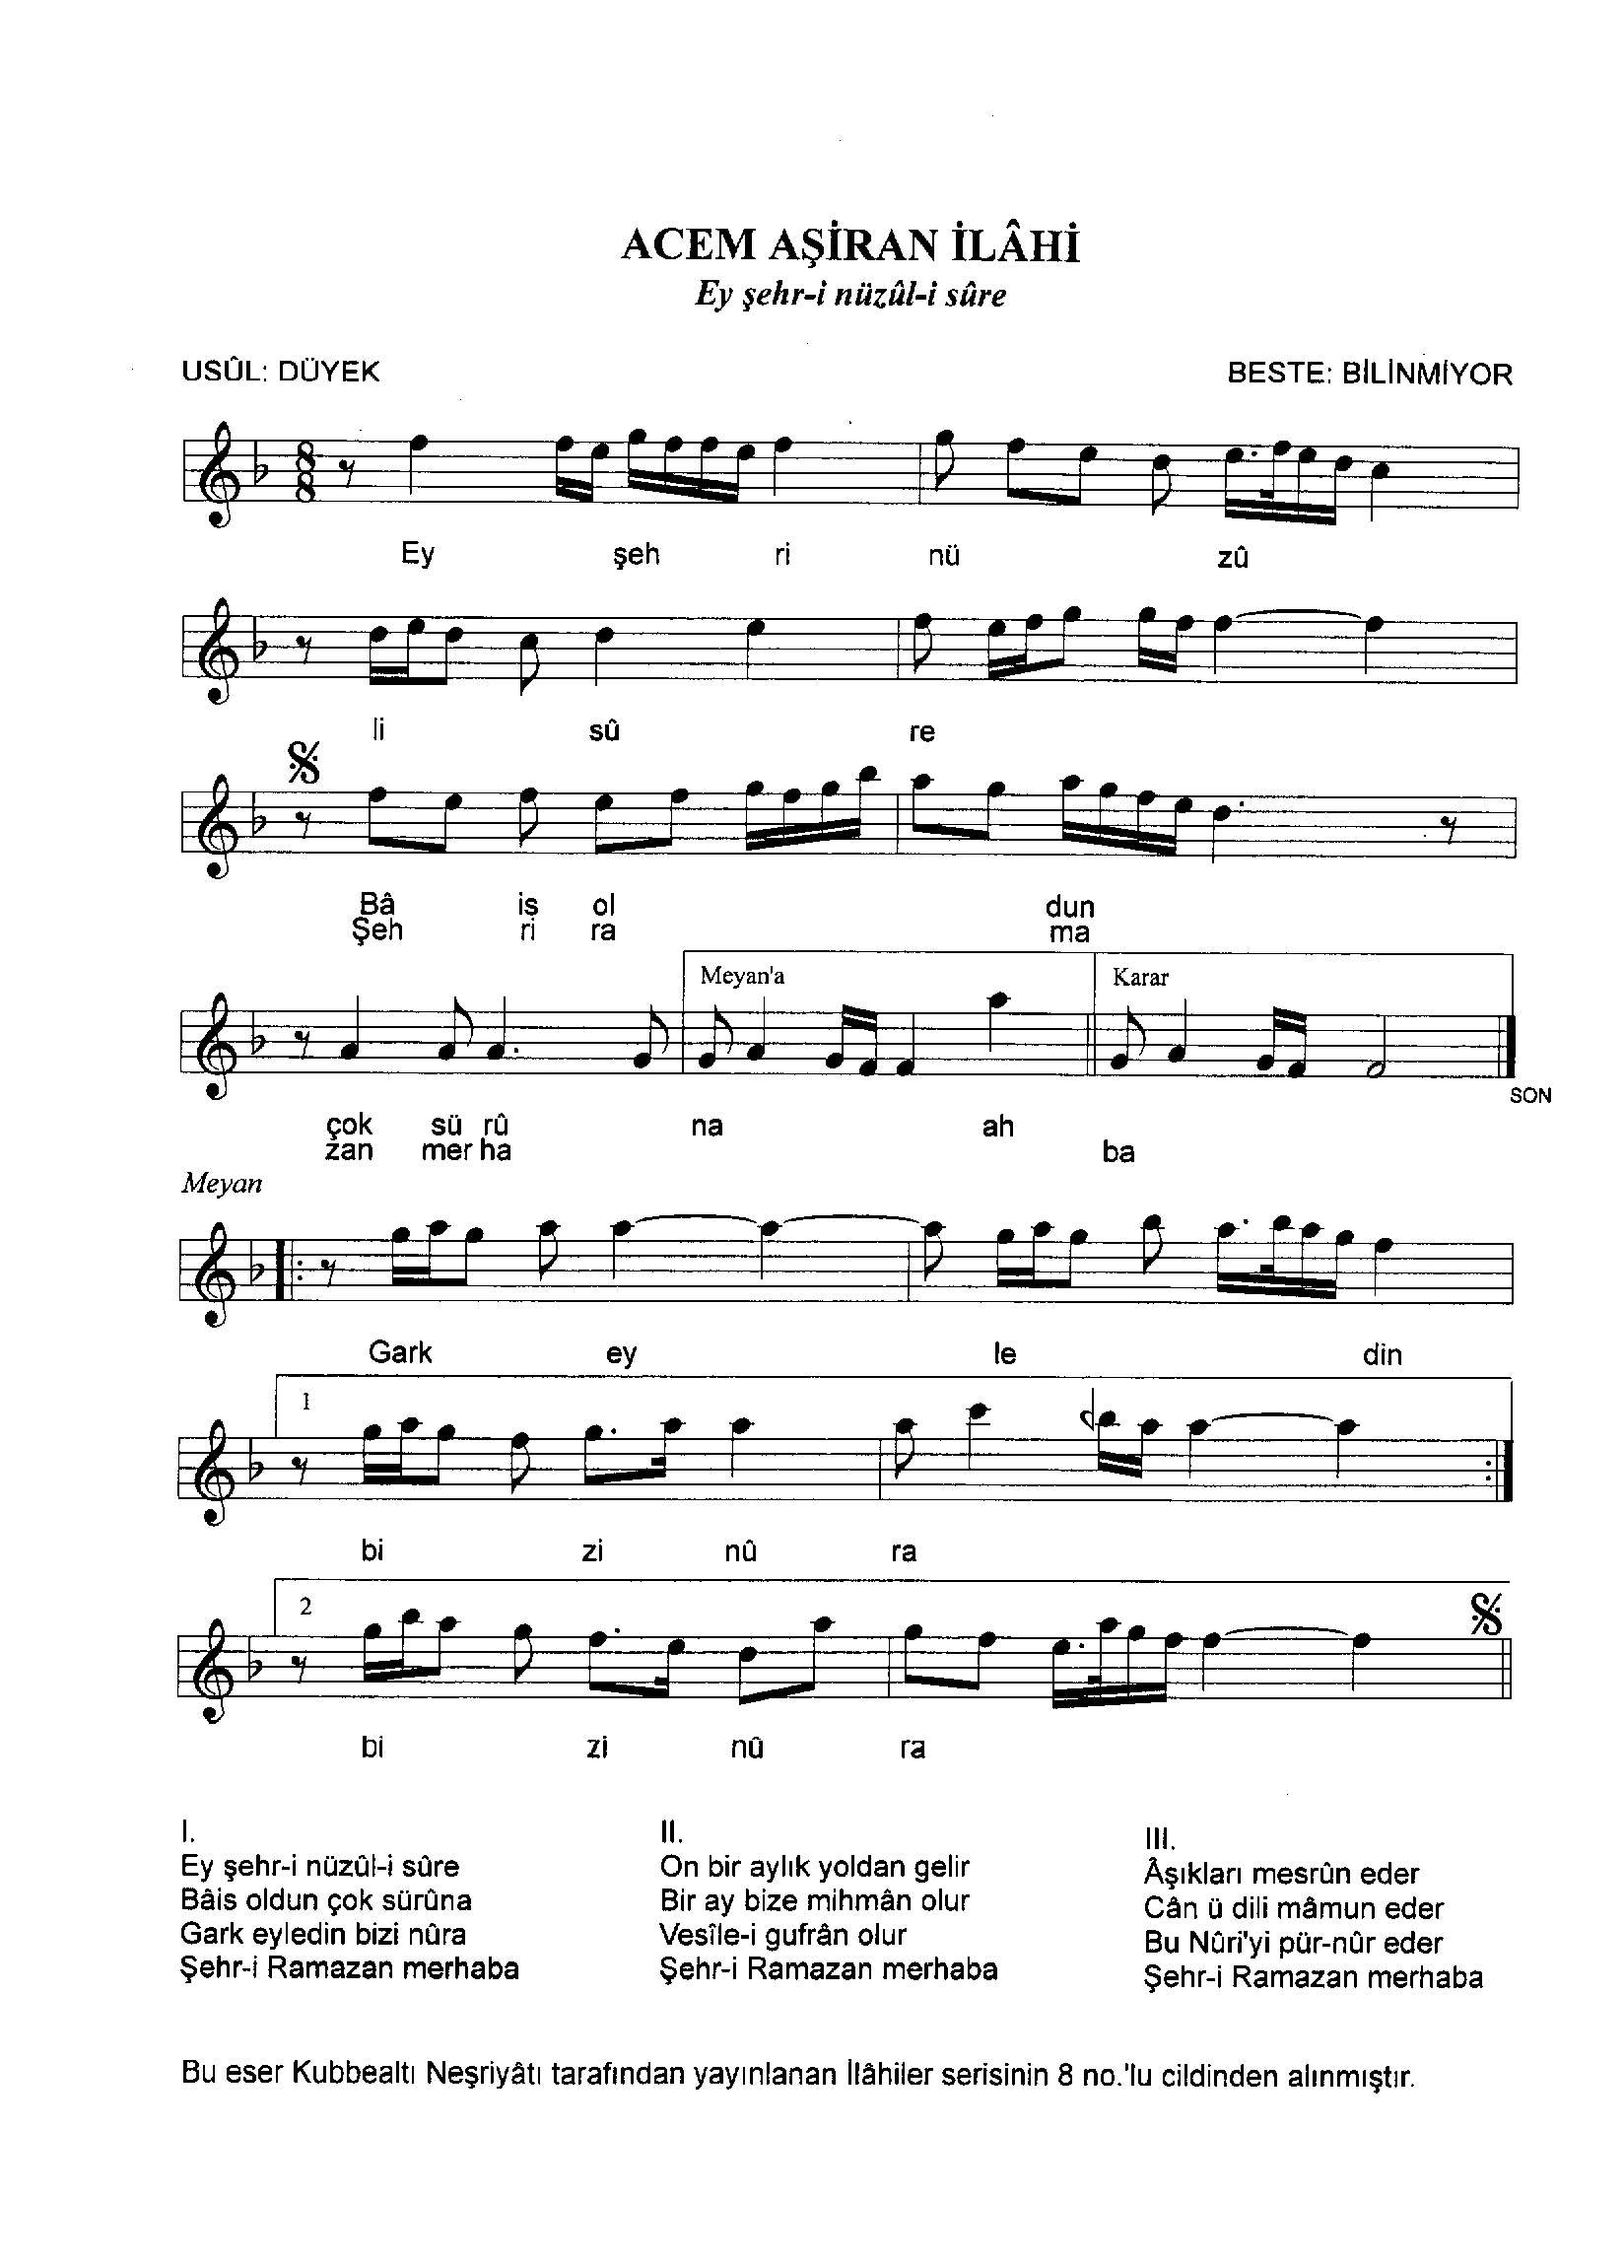 ACEM AŞİRAN İLÂHİ
Ey şehr-i nüzûl-i sûre
USÛL: DÜYEK BESTE: BİLİNMİYOR
8
8
Ey şeh ri nü zû
li sû re
Bâ is ol dun
Şeh ri ra ma
Meyan'a Karar
SON
çok sü rû na ah
zan mer ha ba
Meyan
Gark ey le din
1
bi zi nû ra
2
bi zi nû ra
I.
Ey şehr-i nüzûl-i sûre
Bâis oldun çok sürûna
Gark eyledin bizi nûra
Şehr-i Ramazan merhaba
II.
On bir aylık yoldan gelir
Bir ay bize mihmân olur
Vesîle-i gufrân olur
Şehr-i Ramazan merhaba
III.
Âşıkları mesrûn eder
Cân ü dili mâmun eder
Bu Nûri'yi pür-nûr eder
Şehr-i Ramazan merhaba
Bu eser Kubbealtı Neşriyâtı tarafından yayınlanan İlâhiler serisinin 8 no.'lu cildinden alınmıştır.